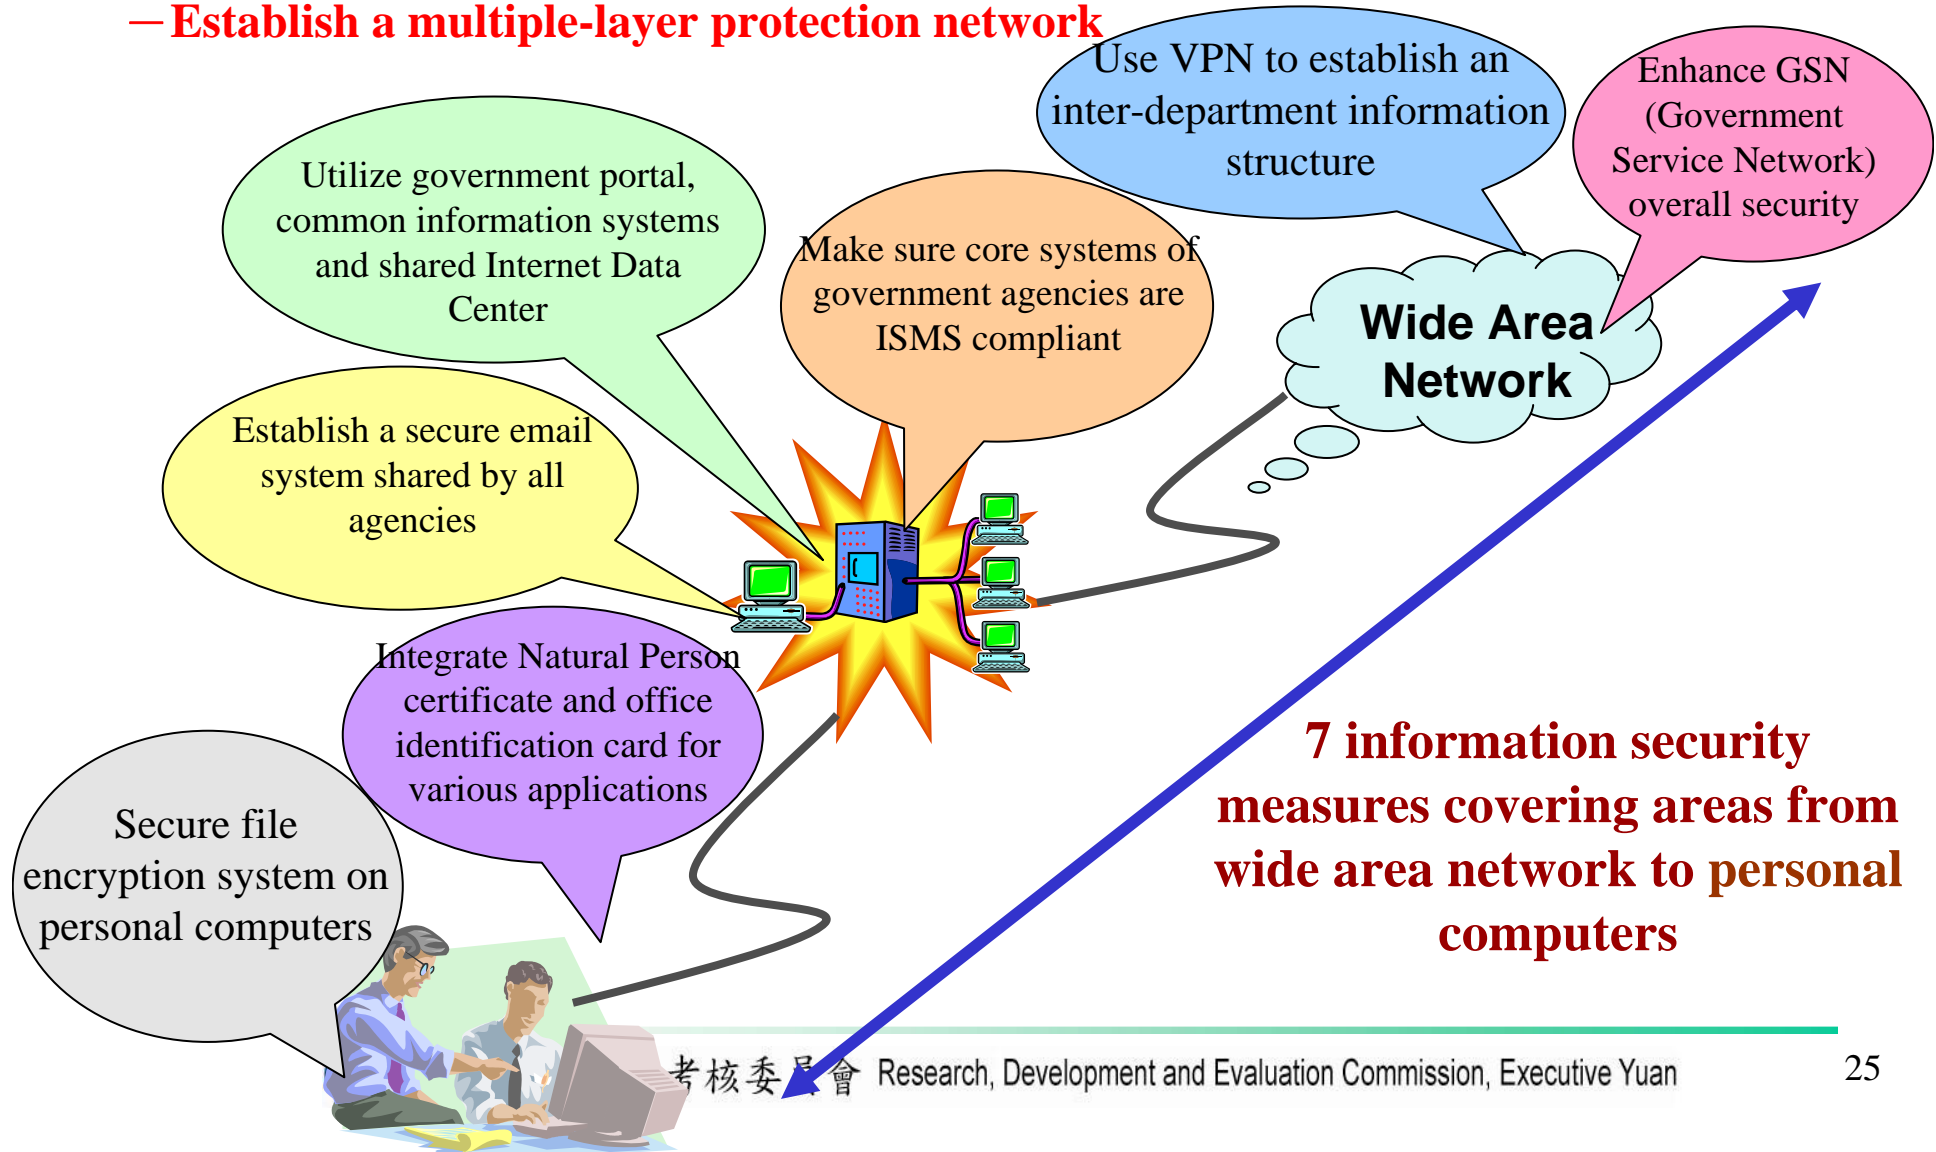 —Establish a multiple-layer protection network
Use VPN to establish an
inter-department information
structure
Enhance GSN
(Government
Service Network)
overall security
Utilize government portal,
common information systems
and shared Internet Data
Center
Make sure core systems of
government agencies are
ISMS compliant
Wide Area
Network
Establish a secure email
system shared by all
agencies
Integrate Natural Person
certificate and office
identification card for
various applications
Secure file
encryption system on
personal computers
7 information security
measures covering areas from
wide area network to personal
computers
考核委員會 Research, Development and Evaluation Commission, Executive Yuan
25